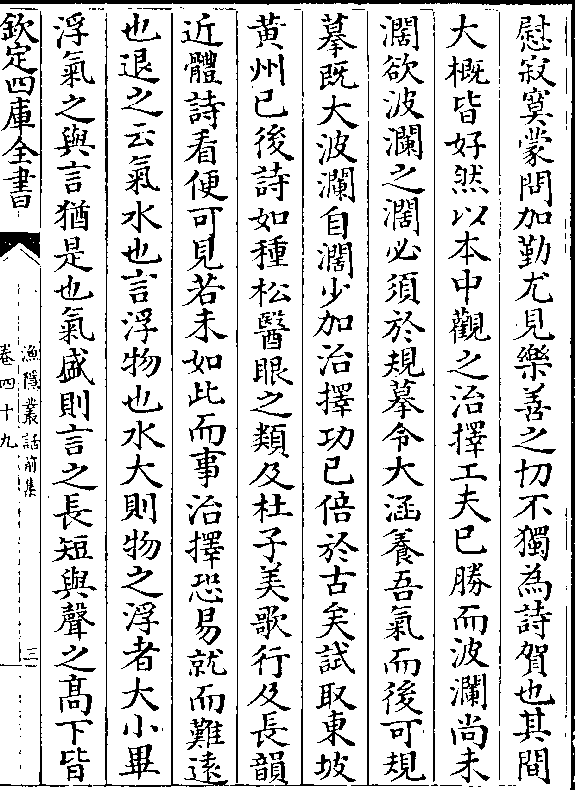 慰寂寞蒙問加勤尤見樂善之切不獨為詩賀也其間
大概皆好然以本中觀之治擇工夫已勝而波瀾尚未
濶欲波瀾之濶必須於規摹令大涵養吾氣而後可規
摹既大波瀾自濶少加治擇功已倍於古矣試取東坡
黄州已後詩如種松醫眼之類及杜子美歌行及長韻
近體詩看便可見若未如此而事治擇恐易就而難遠
也退之云氣水也言浮物也水大則物之浮者大小畢
浮氣之與言猶是也氣盛則言之長短與聲之髙下皆
欽定四庫全書
漁隱叢話前集
卷四十九
三